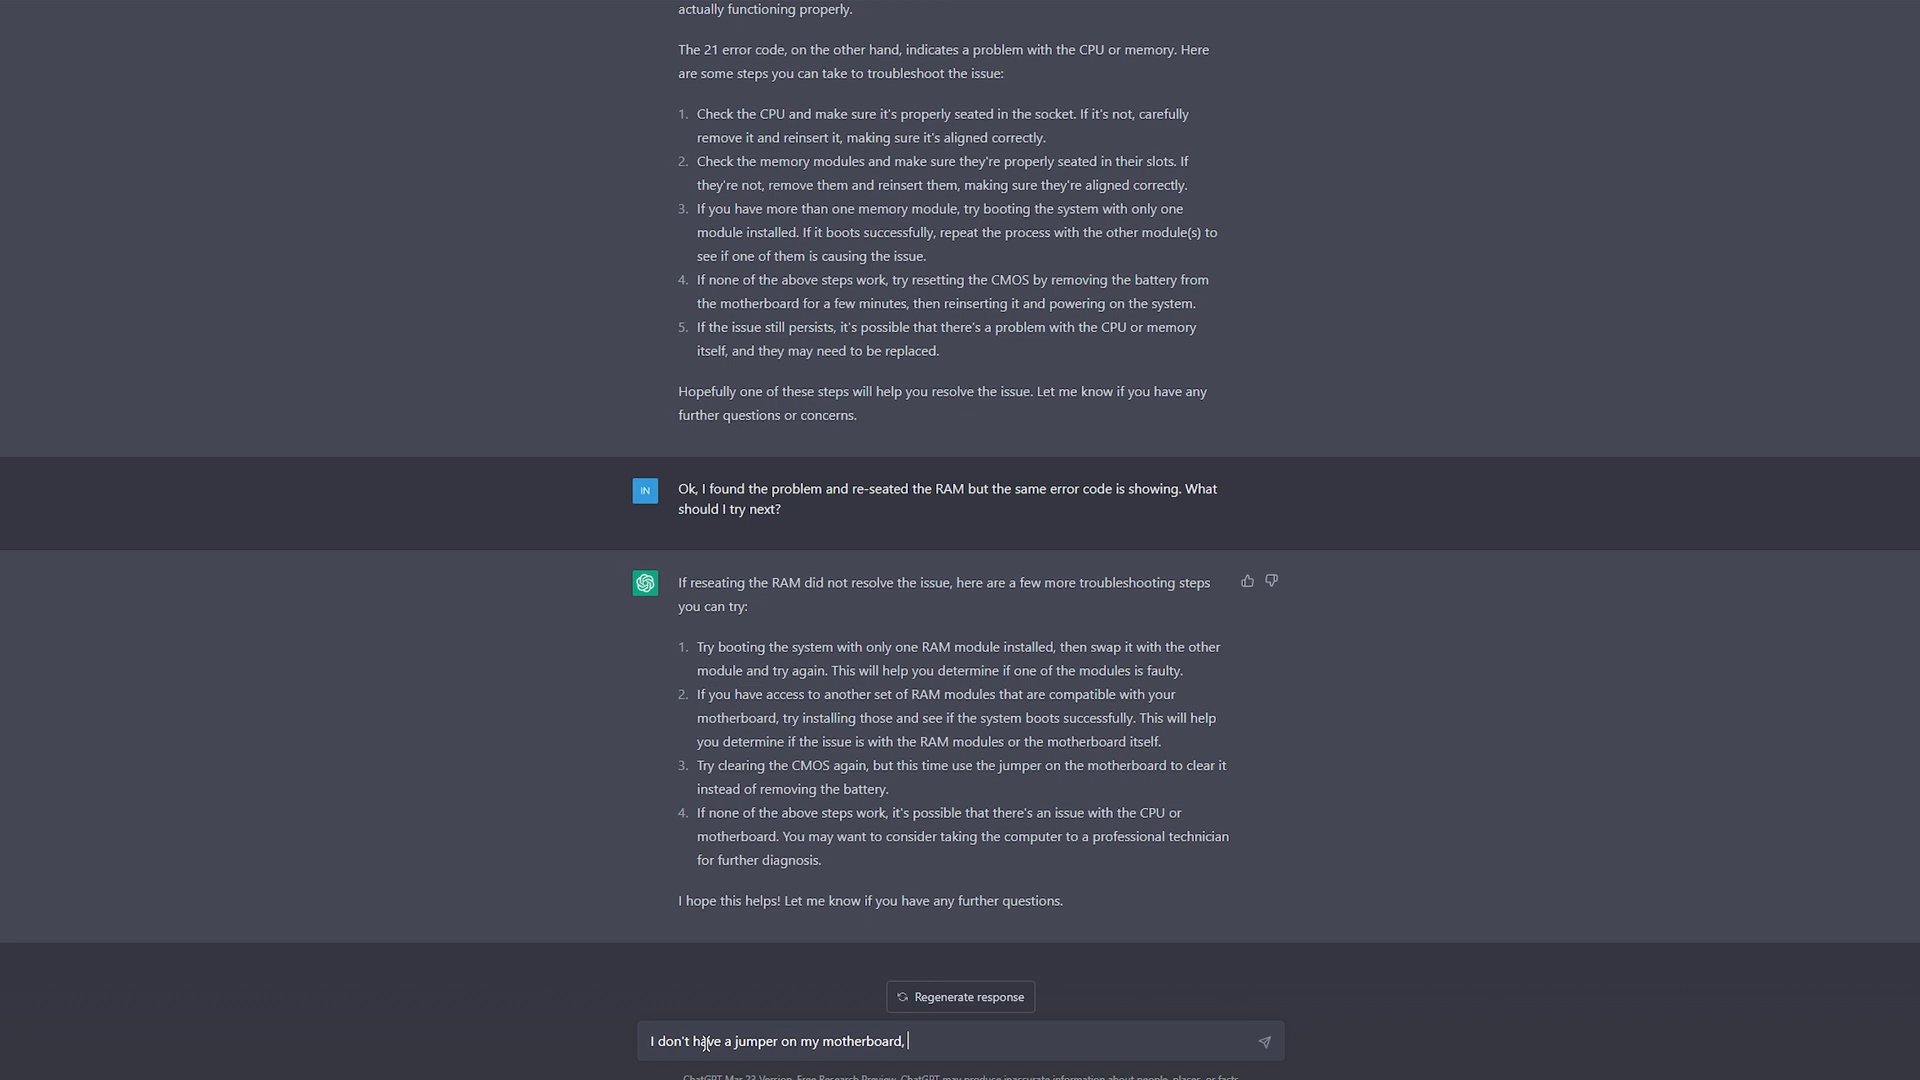 actually functioning properly.
The 21 error code, on the other hand, indicates a problem with the CPU or memory. Here
are some steps you can take to troubleshoot the issue:
1. Check the CPU and make sure it's properly seated in the socket. If it's not, carefully
remove it and reinsert it, making sure it's aligned correctly.
2. Check the memory modules and make sure they're properly seated in their slots. If
they're not, remove them and reinsert them, making sure they're aligned correctly.
3. If you have more than one memory module, try booting the system with only one
module installed. If it boots successfully, repeat the process with the other module(s) to
see if one of them is causing the issue.
4. If none of the above steps work, try resetting the CMOS by removing the battery from
the motherboard for a few minutes, then reinserting it and powering on the system.
5. If the issue still persists, it's possible that there's a problem with the CPU or memory
itself, and they may need to be replaced.
Hopefully one of these steps will help you resolve the issue. Let me know if you have any
further questions or concerns.
IN
Ok, I found the problem and re-seated the RAM but the same error code is showing. What
should I try next?
If reseating the RAM did not resolve the issue, here are a few more troubleshooting steps
you can try:
1. Try booting the system with only one RAM module installed, then swap it with the other
module and try again. This will help you determine if one of the modules is faulty.
2. If you have access to another set of RAM modules that are compatible with your
motherboard, try installing those and see if the system boots successfully. This will help
you determine if the issue is with the RAM modules or the motherboard itself.
3. Try clearing the CMOS again, but this time use the jumper on the motherboard to clear it
instead of removing the battery.
4. If none of the above steps work, it's possible that there's an issue with the CPU or
motherboard. You may want to consider taking the computer to a professional technician
for further diagnosis.
I hope this helps! Let me know if you have any further questions.
Regenerate response
I don't have a jumper on my motherboard,
ChatGPT Mar 23 Version. Free Research Preview. ChatGPT may produce inaccurate information about people, places, or facts